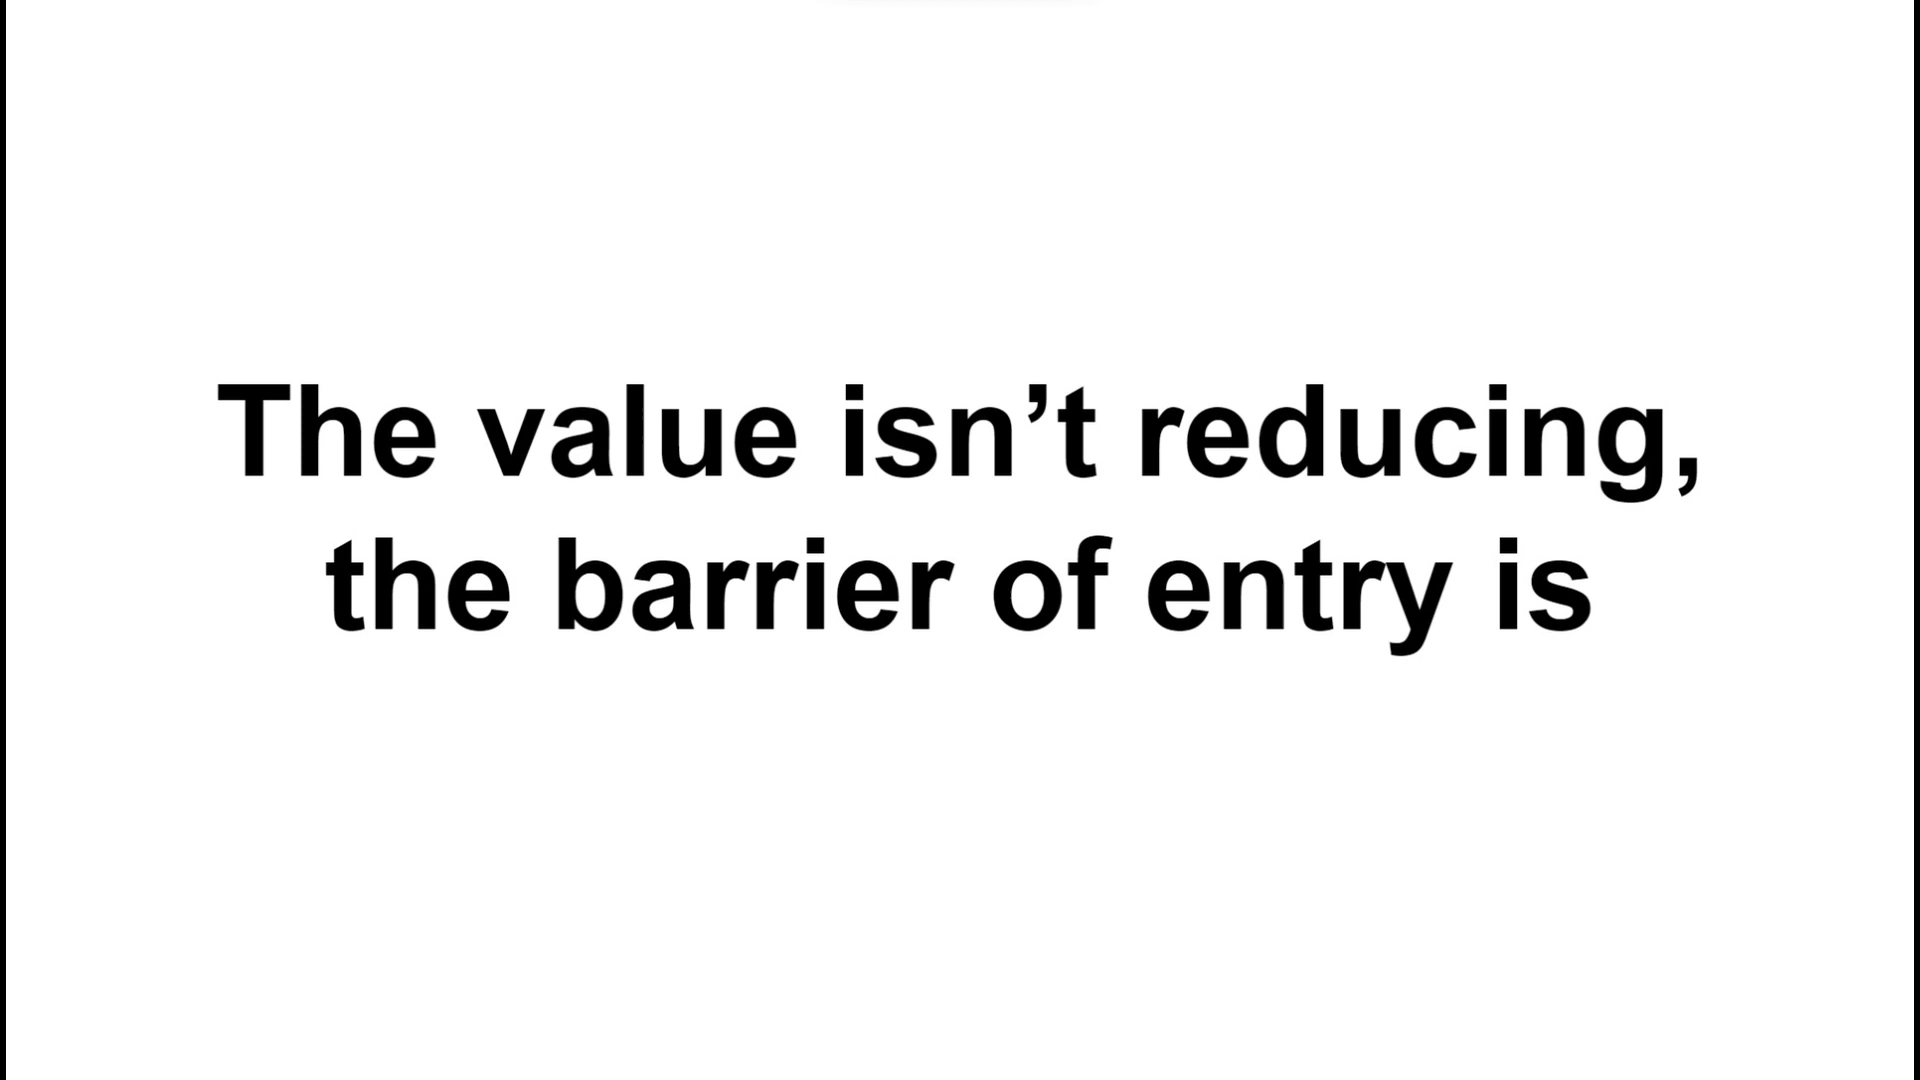 The value isn’t reducing,
the barrier of entry is